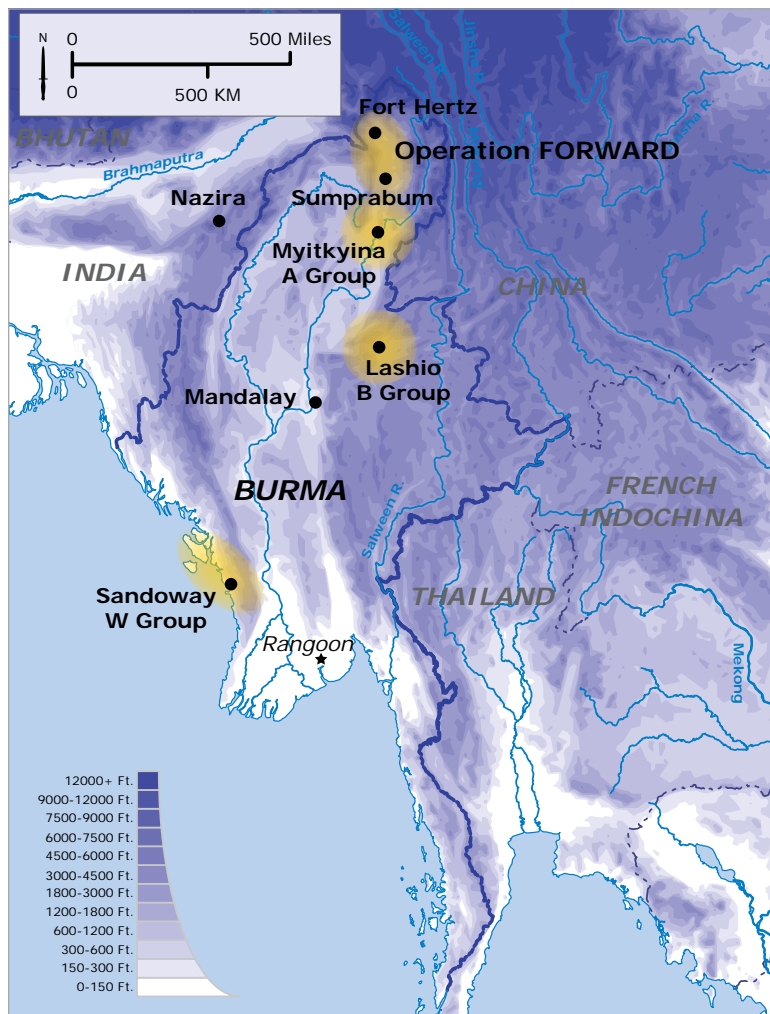 N
0
500 Miles
0
500 KM
Salween R.
Jinsha R.
Mekong
BHUTAN
Brahmaputra
Fort Hertz
Operation FORWARD
Nazira
Sumprabum
Myitkyina
A Group
INDIA
CHINA
Lashio
B Group
Mandalay
BURMA
FRENCH
INDOCHINA
Salween R.
THAILAND
Sandoway
W Group
Rangoon
Mekong
12000+ Ft.
9000-12000 Ft.
7500-9000 Ft.
6000-7500 Ft.
4500-6000 Ft.
3000-4500 Ft.
1800-3000 Ft.
1200-1800 Ft.
600-1200 Ft.
300-600 Ft.
150-300 Ft.
0-150 Ft.